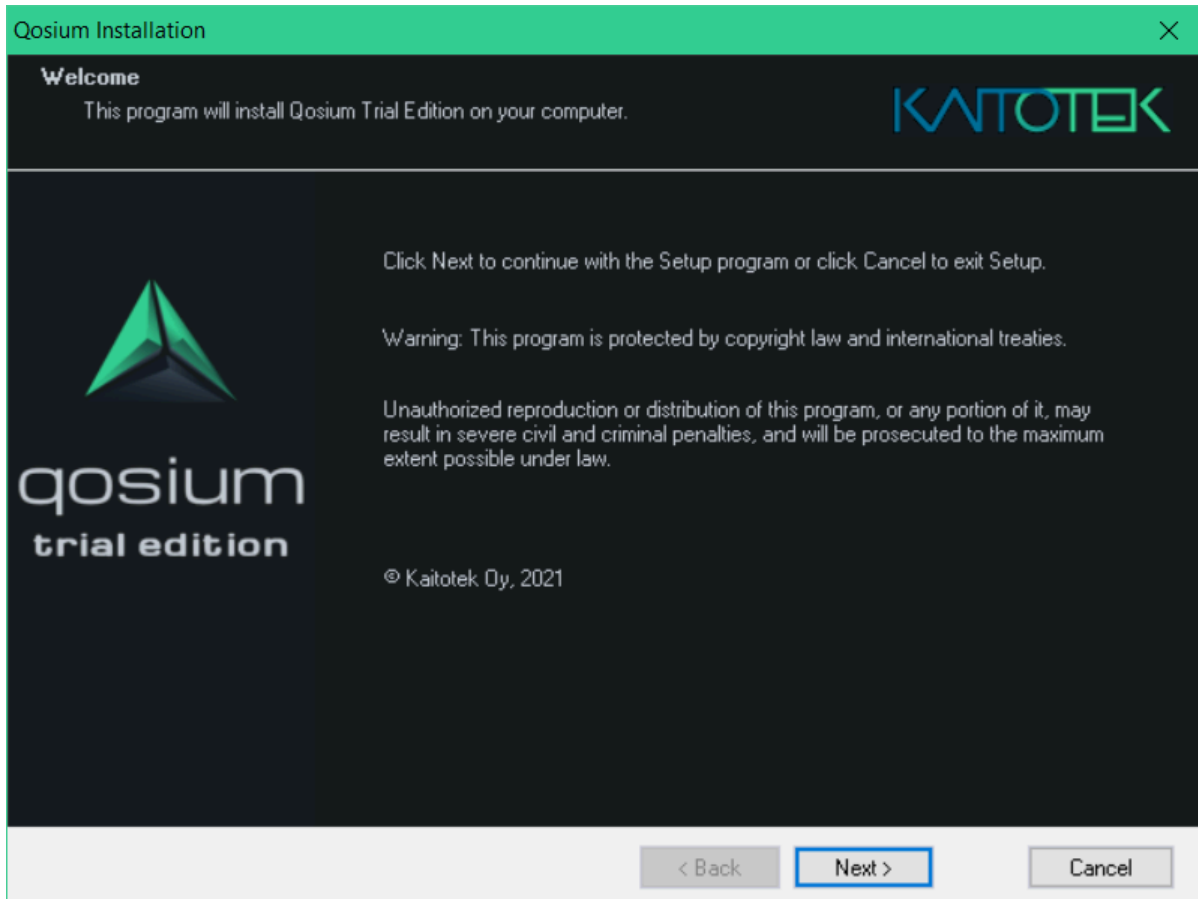 Qosium Installation
Welcome
This program will install Qosium Trial Edition on your computer.
KAITOTEK
Click Next to continue with the Setup program or click Cancel to exit Setup.
Warning: This program is protected by copyright law and international treaties.
Unauthorized reproduction or distribution of this program, or any portion of it, may
result in severe civil and criminal penalties, and will be prosecuted to the maximum
extent possible under law.
qosium
trial edition
© Kaitotek Oy, 2021
< Back
Next >
Cancel